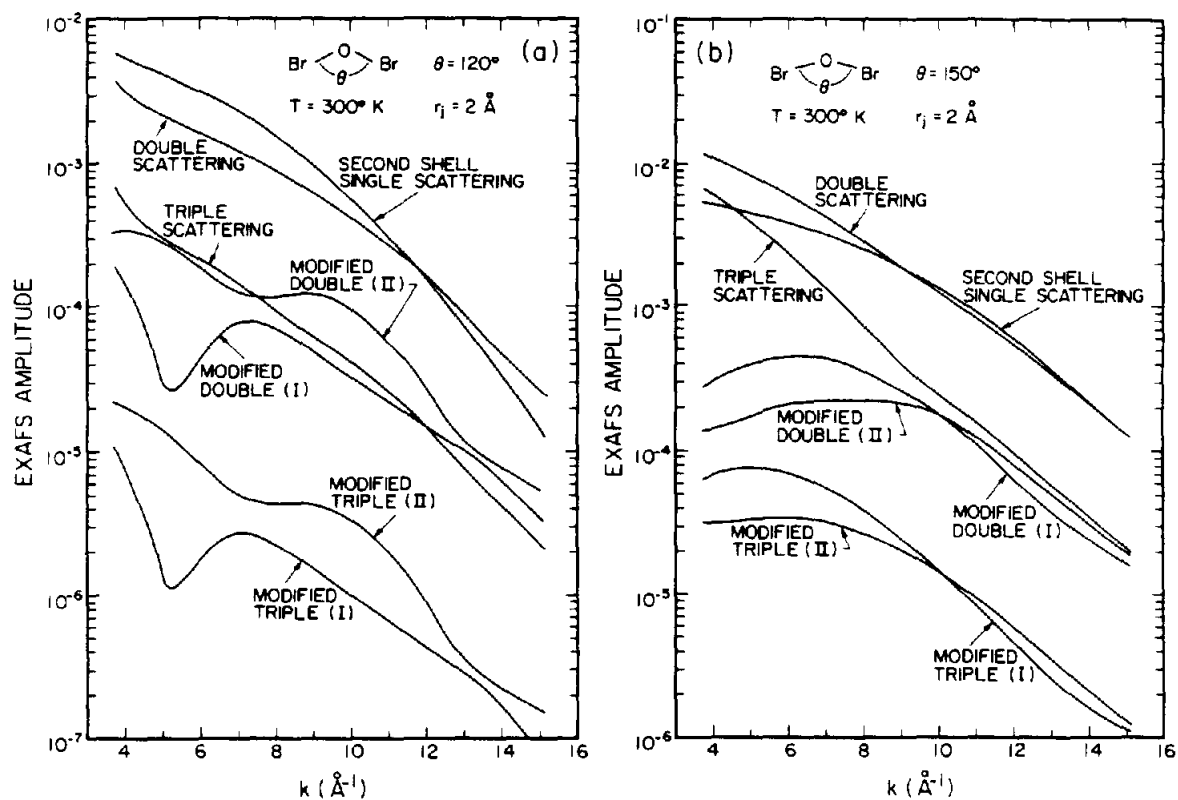 (a)
Br O Br θ = 120°
θ
T = 300° K r_j = 2 Å
DOUBLE
SCATTERING
SECOND SHELL
SINGLE SCATTERING
TRIPLE
SCATTERING
MODIFIED
DOUBLE (II)
MODIFIED
DOUBLE (I)
MODIFIED
TRIPLE (II)
MODIFIED
TRIPLE (I)
EXAFS AMPLITUDE
10⁻²
10⁻³
10⁻⁴
10⁻⁵
10⁻⁶
10⁻⁷
4 6 8 10 12 14 16
k (Å⁻¹)
(b)
Br O Br θ = 150°
θ
T = 300° K r_j = 2 Å
DOUBLE
SCATTERING
TRIPLE
SCATTERING
SECOND SHELL
SINGLE SCATTERING
MODIFIED
DOUBLE (II)
MODIFIED
DOUBLE (I)
MODIFIED
TRIPLE (II)
MODIFIED
TRIPLE (I)
EXAFS AMPLITUDE
10⁻¹
10⁻²
10⁻³
10⁻⁴
10⁻⁵
10⁻⁶
4 6 8 10 12 14 16
k (Å⁻¹)